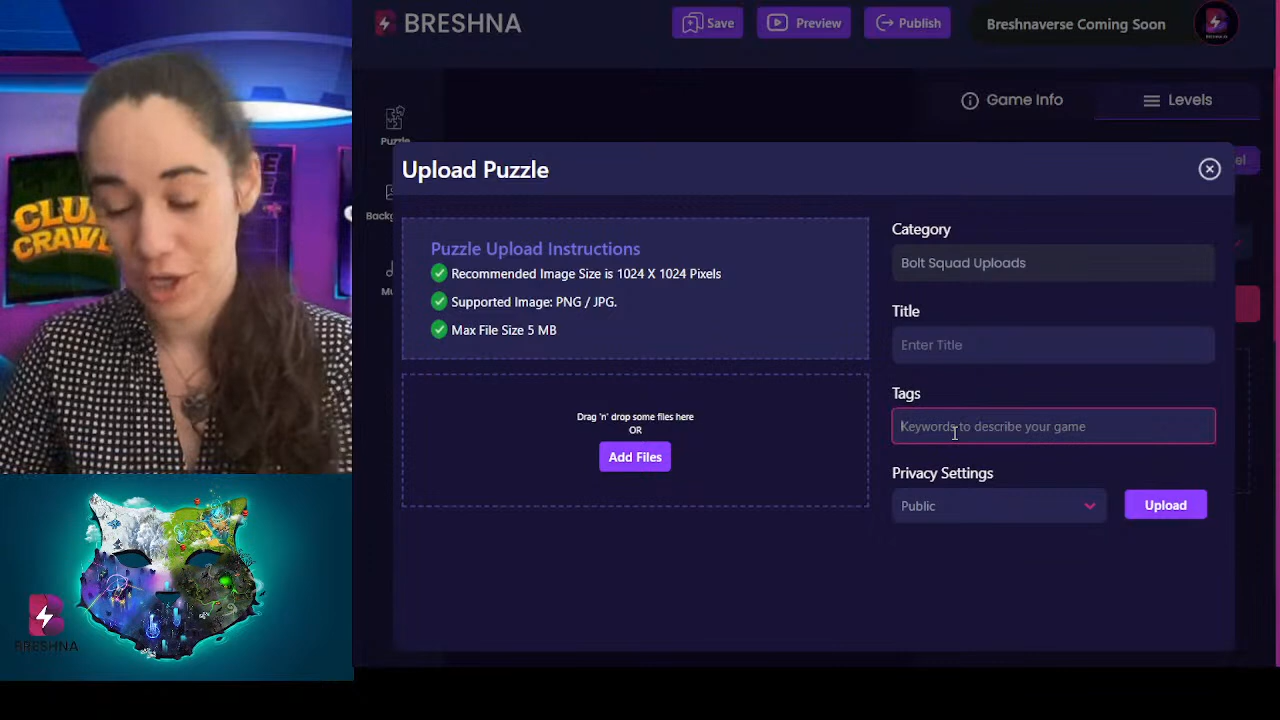 BRESHNA
Save
Preview
Publish
Breshnaverse Coming Soon
Game Info
Levels
Puzzle
Upload Puzzle
Puzzle Upload Instructions
Recommended Image Size is 1024 X 1024 Pixels
Supported Image: PNG / JPG.
Max File Size 5 MB
Drag 'n' drop some files here
OR
Add Files
Category
Bolt Squad Uploads
Title
Enter Title
Tags
Keywords to describe your game
Privacy Settings
Public
Upload
BRESHNA